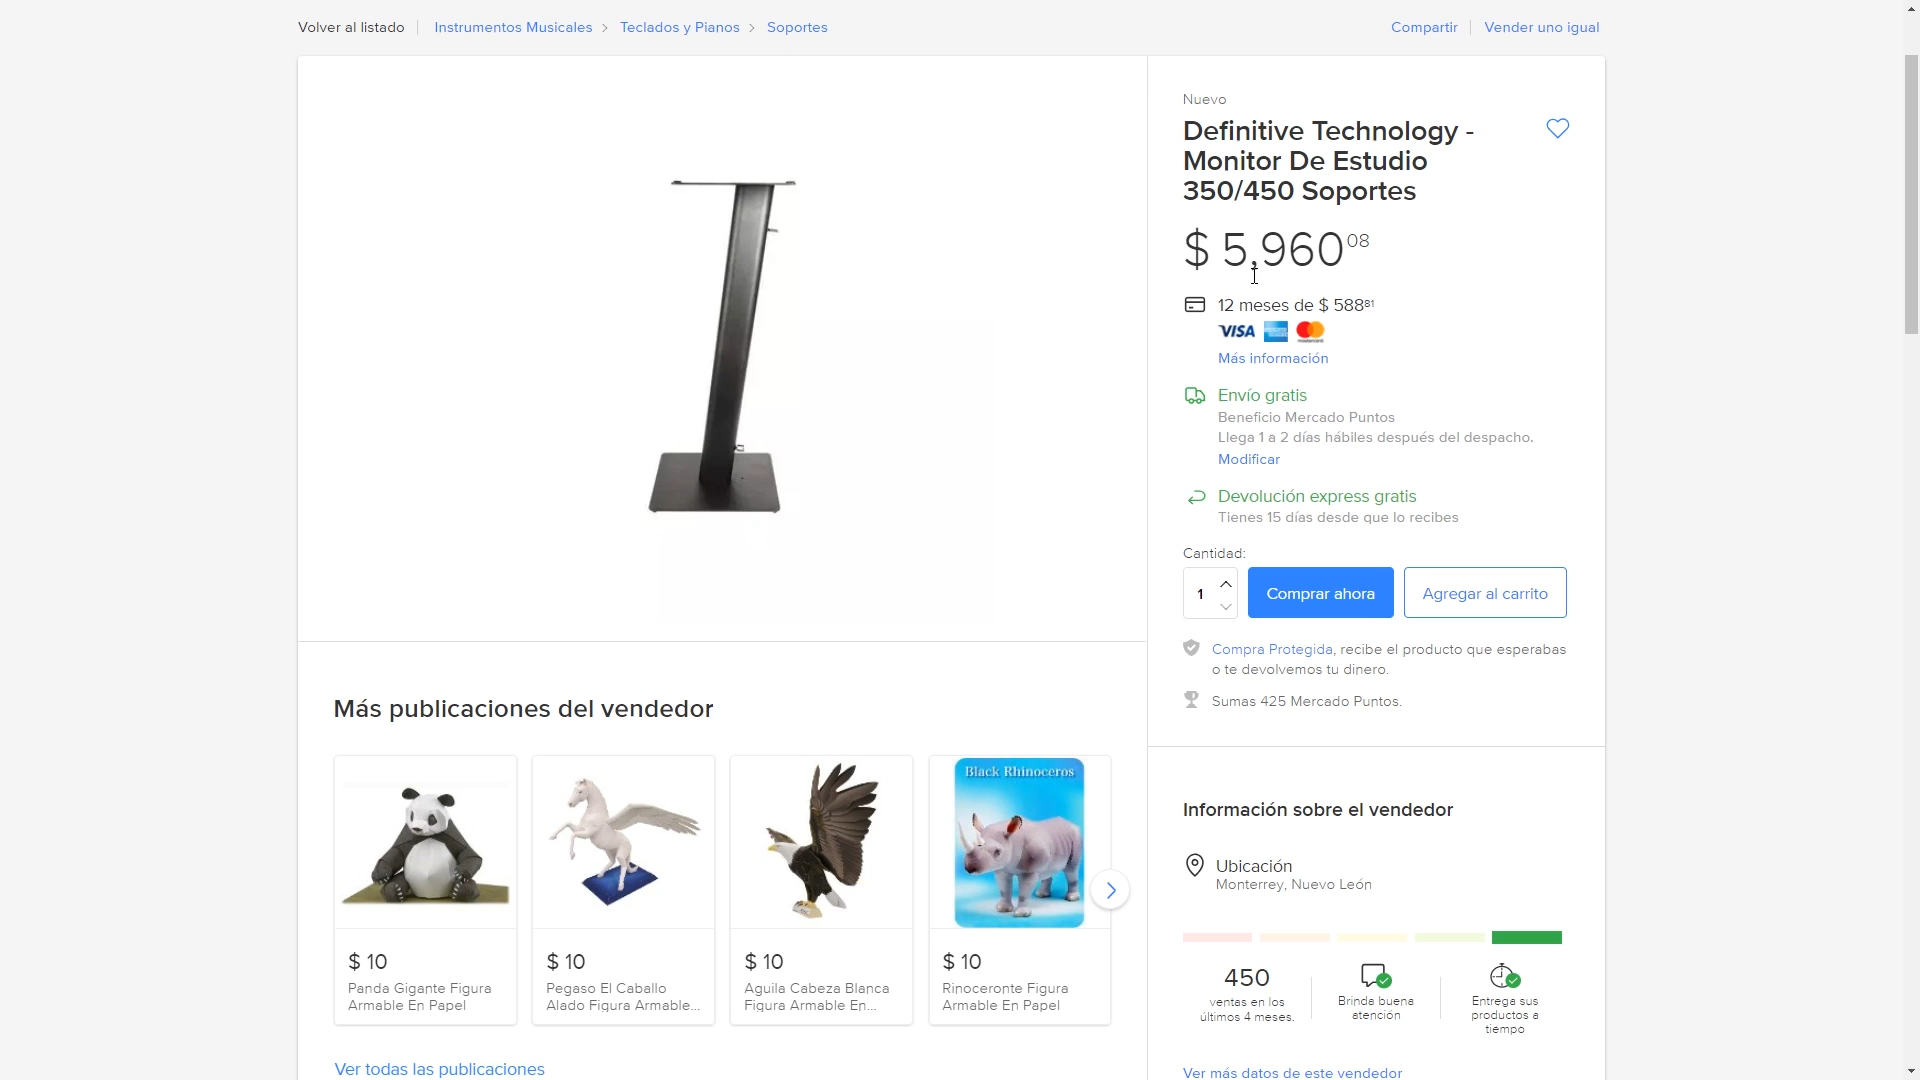 Volver al listado
Instrumentos Musicales > Teclados y Pianos > Soportes
Compartir
Vender uno igual
Nuevo
Definitive Technology -
Monitor De Estudio
350/450 Soportes
$ 5,960 08
12 meses de $ 588 81
VISA
mastercard
Más información
Envío gratis
Beneficio Mercado Puntos
Llega 1 a 2 días hábiles después del despacho.
Modificar
Devolución express gratis
Tienes 15 días desde que lo recibes
Cantidad:
1
Comprar ahora
Agregar al carrito
Compra Protegida, recibe el producto que esperabas
o te devolvemos tu dinero.
Sumas 425 Mercado Puntos.
Más publicaciones del vendedor
Black Rhinoceros
$ 10
Panda Gigante Figura
Armable En Papel
$ 10
Pegaso El Caballo
Alado Figura Armable...
$ 10
Aguila Cabeza Blanca
Figura Armable En...
$ 10
Rinoceronte Figura
Armable En Papel
Ver todas las publicaciones
Información sobre el vendedor
Ubicación
Monterrey, Nuevo León
450
ventas en los
últimos 4 meses.
Brinda buena
atención
Entrega sus
productos a
tiempo
Ver más datos de este vendedor